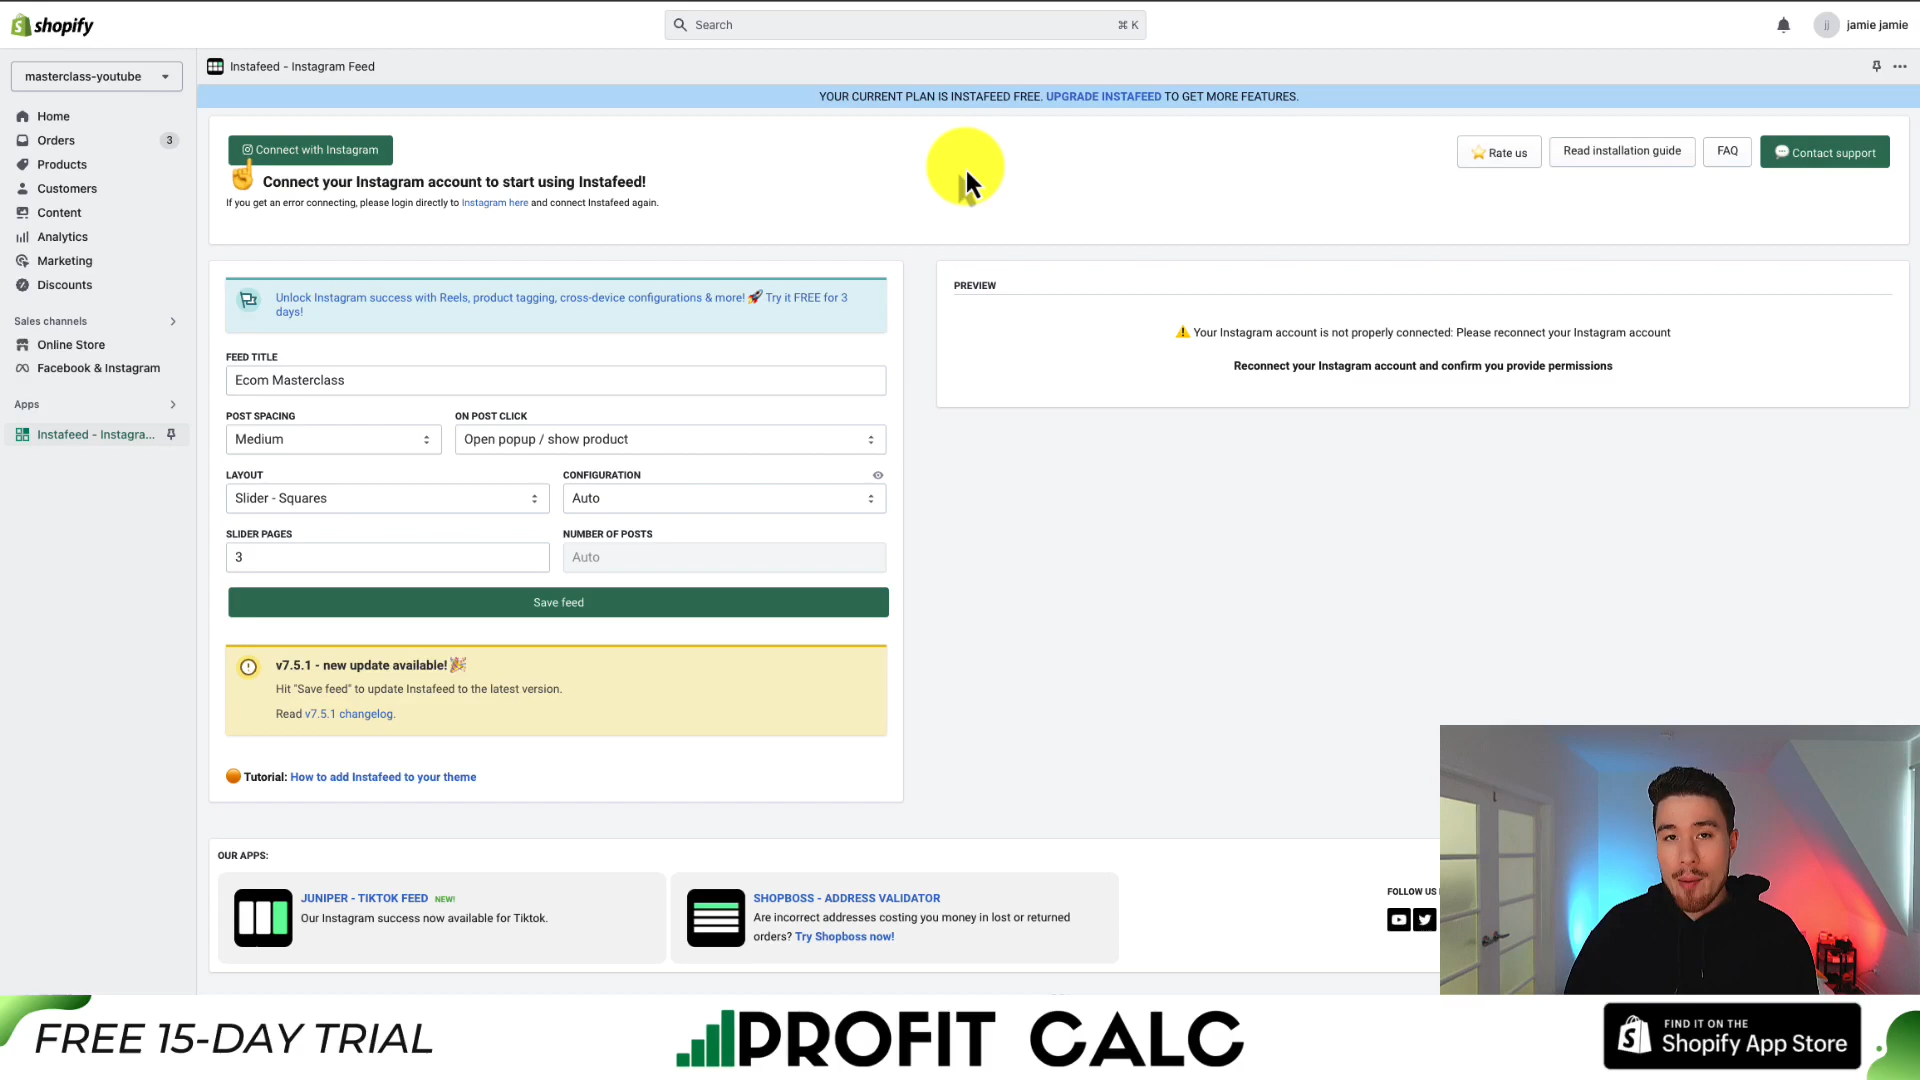 shopify
Search
⌘ K
jj
jamie jamie
masterclass-youtube
Instafeed - Instagram Feed
YOUR CURRENT PLAN IS INSTAFEED FREE. UPGRADE INSTAFEED TO GET MORE FEATURES.
Home
Orders
3
Products
Customers
Content
Analytics
Marketing
Discounts
Sales channels
Online Store
Facebook & Instagram
Apps
Instafeed - Instagra...
Connect with Instagram
Connect your Instagram account to start using Instafeed!
If you get an error connecting, please login directly to Instagram here and connect Instafeed again.
Rate us
Read installation guide
FAQ
Contact support
Unlock Instagram success with Reels, product tagging, cross-device configurations & more! 🚀 Try it FREE for 3
days!
FEED TITLE
Ecom Masterclass
POST SPACING
ON POST CLICK
Medium
Open popup / show product
LAYOUT
CONFIGURATION
Slider - Squares
Auto
SLIDER PAGES
NUMBER OF POSTS
3
Auto
Save feed
v7.5.1 - new update available! 🎉
Hit "Save feed" to update Instafeed to the latest version.
Read v7.5.1 changelog.
Tutorial: How to add Instafeed to your theme
PREVIEW
⚠️ Your Instagram account is not properly connected: Please reconnect your Instagram account
Reconnect your Instagram account and confirm you provide permissions
OUR APPS:
JUNIPER - TIKTOK FEED NEW!
Our Instagram success now available for Tiktok.
SHOPBOSS - ADDRESS VALIDATOR
Are incorrect addresses costing you money in lost or returned
orders? Try Shopboss now!
FOLLOW US
FREE 15-DAY TRIAL
PROFIT CALC
FIND IT ON THE
Shopify App Store